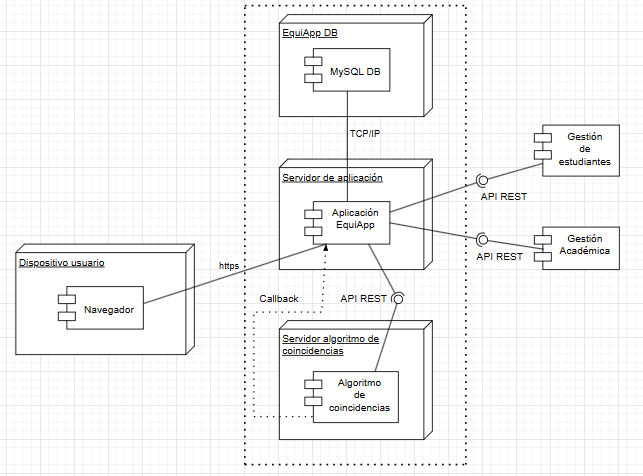 EquiApp DB
MySQL DB
TCP/IP
Servidor de aplicación
Aplicación
EquiApp
Gestión
de
estudiantes
API REST
Gestión
Académica
API REST
Dispositivo usuario
Navegador
https
Callback
API REST
Servidor algoritmo de
coincidencias
Algoritmo
de
coincidencias